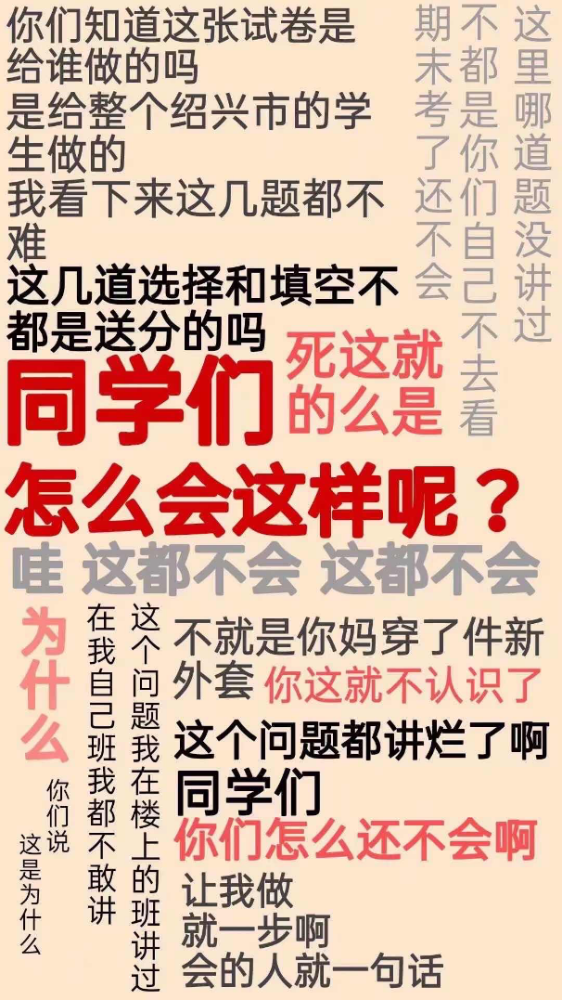 你们知道这张试卷是
给谁做的吗
是给整个绍兴市的学
生做的
我看下来这几题都不
难
这几道选择和填空不
都是送分的吗
这里哪道题没讲过
不都是你们自己不去看
期末考了还不会
同学们
死这就
的么是
怎么会这样呢？
哇 这都不会 这都不会
为什么
你们说
这是为什么
这个问题我在楼上的班讲过
在我自己班我都不敢讲
不就是你妈穿了件新
外套 你这就不认识了
这个问题都讲烂了啊
同学们
你们怎么还不会啊
让我做
就一步啊
会的人就一句话